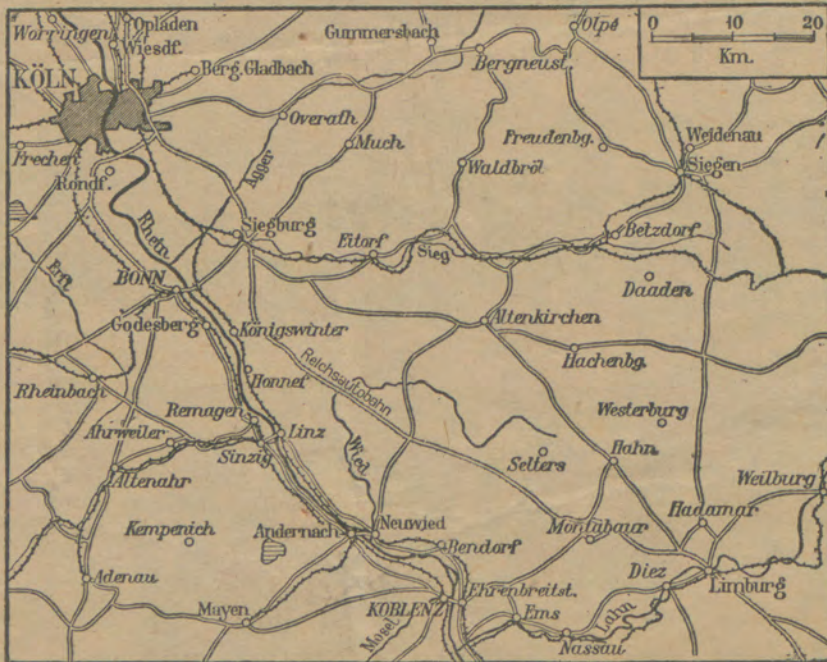 Opladen
Worringen
Wiesdf.
Gummersbach
Olpe
0 10 20
Km.
KÖLN
Berg. Gladbach
Bergneust.
Overath
Much
Freudenbg.
Weidenau
Siegen
Frechen
Rondf.
Agger
Waldbröl
Rhein
Siegburg
Eitorf
Sieg
Betzdorf
Erft
BONN
Daaden
Godesberg
Königswinter
Altenkirchen
Hachenbg.
Rheinbach
Honnef
Reichsautobahn
Remagen
Westerburg
Ahrweiler
Linz
Wied
Sinzig
Selters
Hahn
Altenahr
Weilburg
Kempenich
Andernach
Neuwied
Montabaur
Hadamar
Bendorf
Adenau
Diez
Limburg
Mayen
KOBLENZ
Ehrenbreitst.
Mosel
Ems
Lahn
Nassau